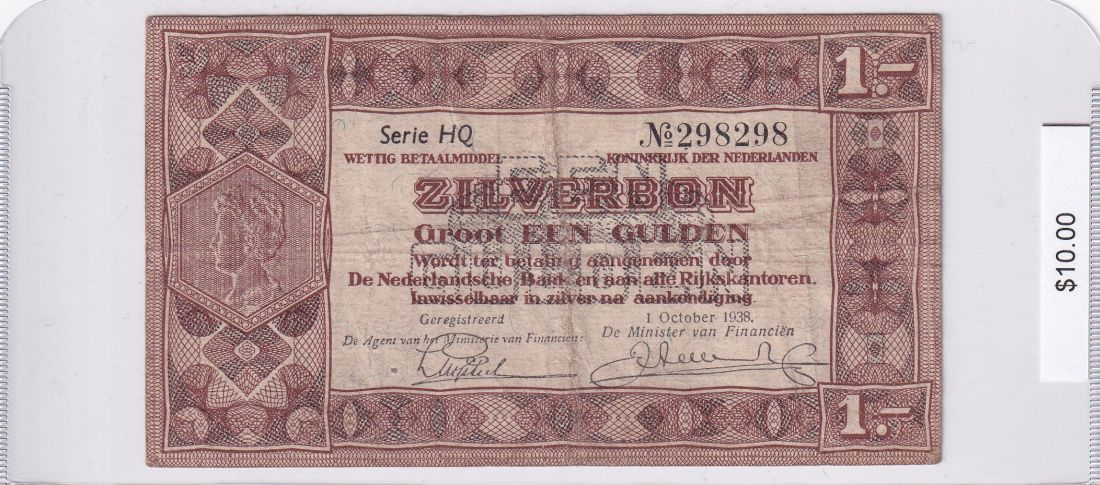 1.–
Serie HQ
№ 298298
WETTIG BETAALMIDDEL
KONINKRIJK DER NEDERLANDEN
ZILVERBON
Groot EEN GULDEN
Wordt ter betaling aangenomen door
De Nederlandsche Bank en aan alle Rijkskantoren.
Inwisselbaar in zilver na aankondiging.
Geregistreerd
1 October 1938.
De Agent van het Ministerie van Financiën:
De Minister van Financiën
1.–
$10.00